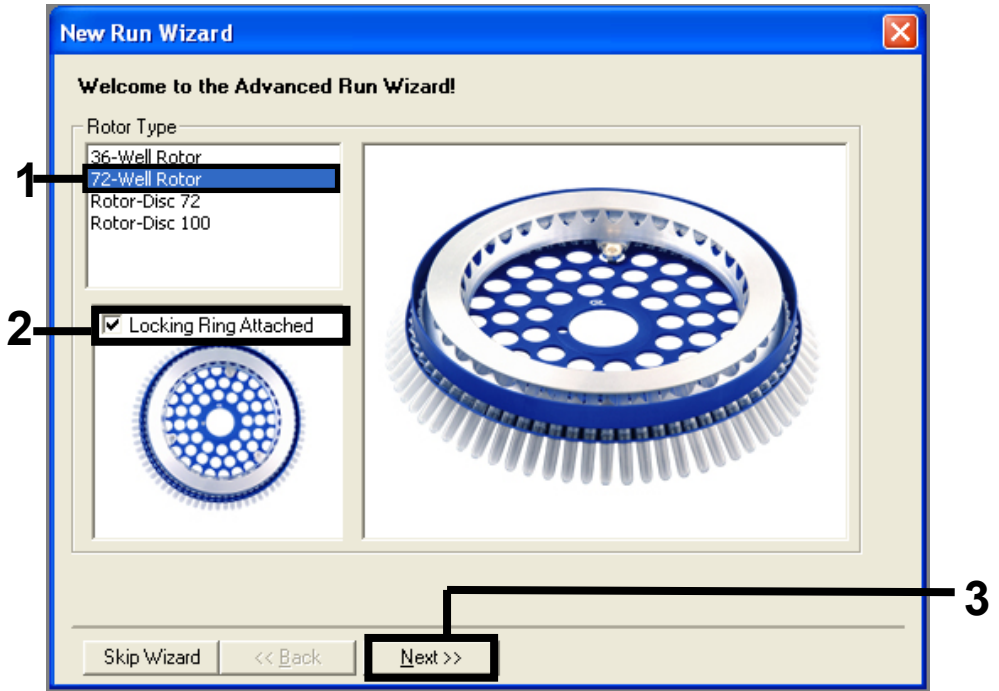 New Run Wizard
Welcome to the Advanced Run Wizard!
Rotor Type
36-Well Rotor
1
72-Well Rotor
Rotor-Disc 72
Rotor-Disc 100
2
Locking Ring Attached
3
Skip Wizard
<< Back
Next >>